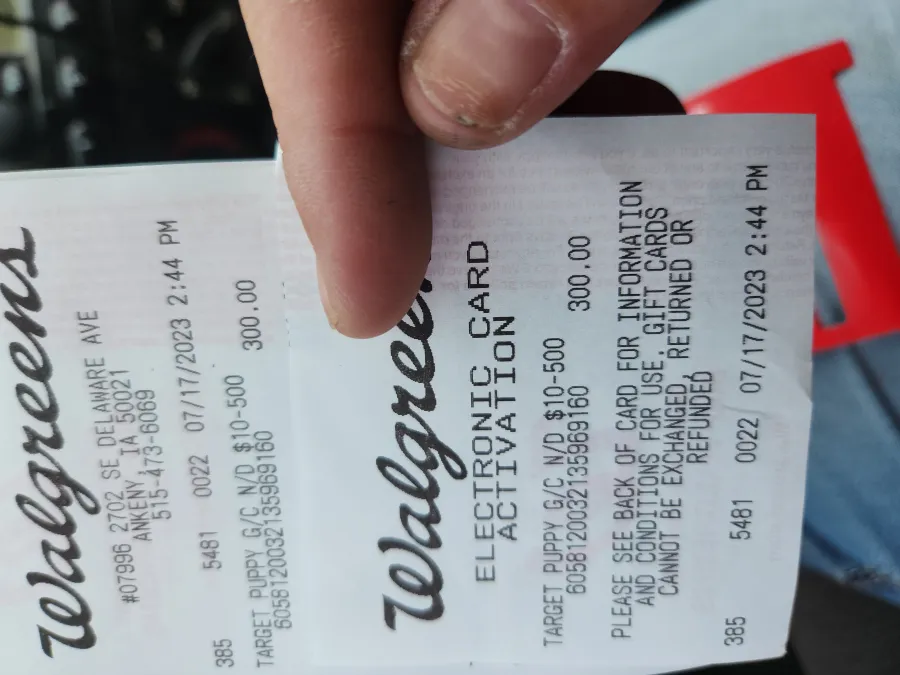 Walgreens
#07996 2702 SE DELAWARE AVE
ANKENY IA 50021
515-473-6069
385 5481 0022 07/17/2023 2:44 PM
TARGET PUPPY G/C N/D $10-500 300.00
6058120032135969160
Walgreens
ELECTRONIC CARD
ACTIVATION
TARGET PUPPY G/C N/D $10-500 300.00
6058120032135969160
PLEASE SEE BACK OF CARD FOR INFORMATION
AND CONDITIONS FOR USE, GIFT CARDS
CANNOT BE EXCHANGED, RETURNED OR
REFUNDED
385 5481 0022 07/17/2023 2:44 PM